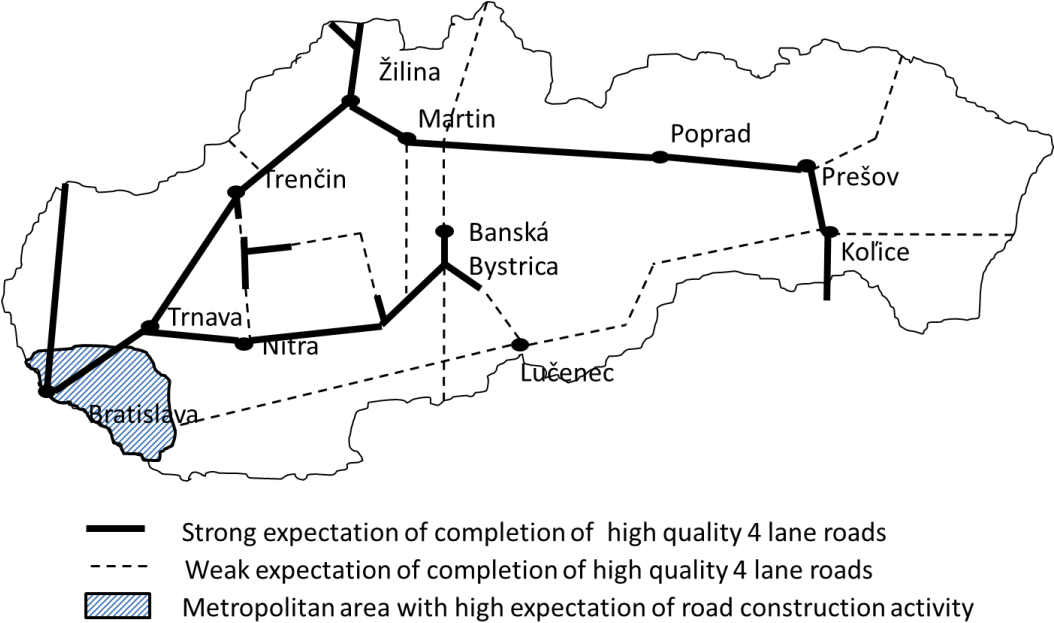 Žilina
Martin
Poprad
Prešov
Trenčin
Banská
Bystrica
Koľice
Trnava
Nitra
Lučenec
Bratislava
Strong expectation of completion of high quality 4 lane roads
Weak expectation of completion of high quality 4 lane roads
Metropolitan area with high expectation of road construction activity